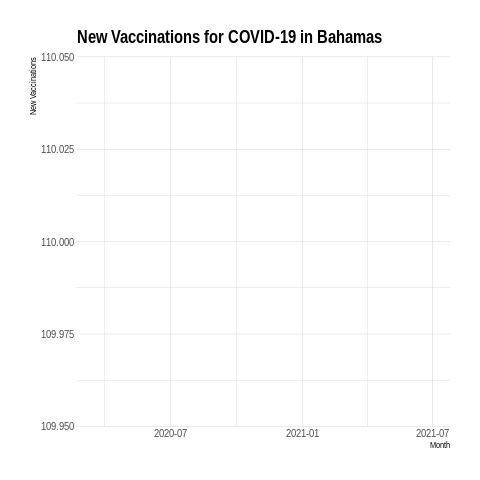 New Vaccinations for COVID-19 in Bahamas
New Vaccinations
110.050
110.025
110.000
109.975
109.950
2020-07
2021-01
2021-07
Month